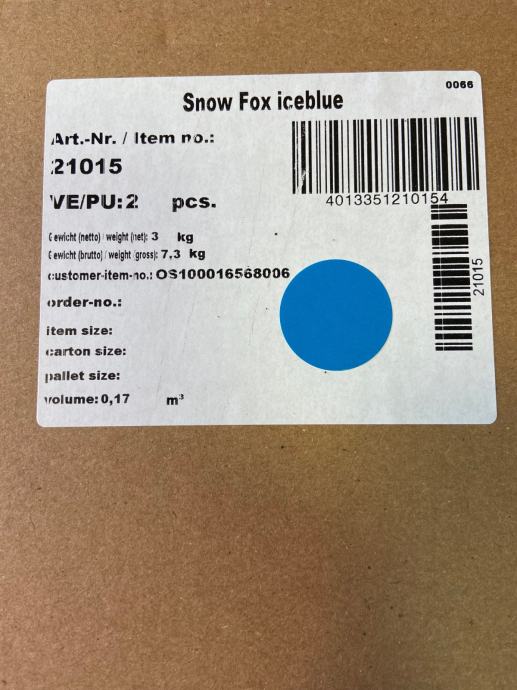 0066
Snow Fox iceblue
Art.-Nr. / Item no.:
21015
VE/PU: 2 pcs.
4013351210154
Gewicht (netto) / weight (net): 3 kg
Gewicht (brutto) / weight (gross): 7,3 kg
customer-item-no.: OS100016568006
21015
order-no.:
item size:
carton size:
pallet size:
volume: 0,17 m³